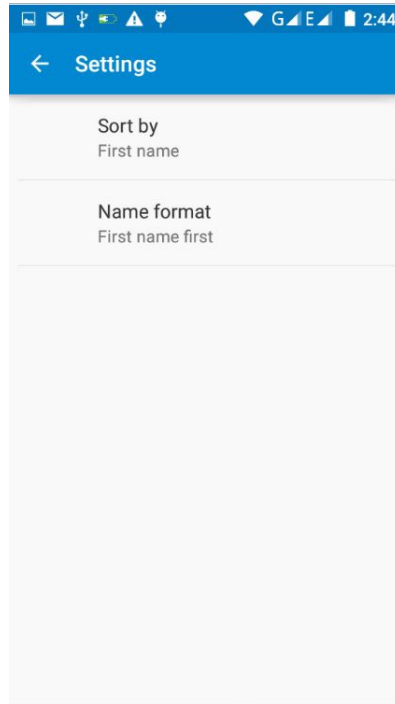 G E 2:44
Settings
Sort by
First name
Name format
First name first